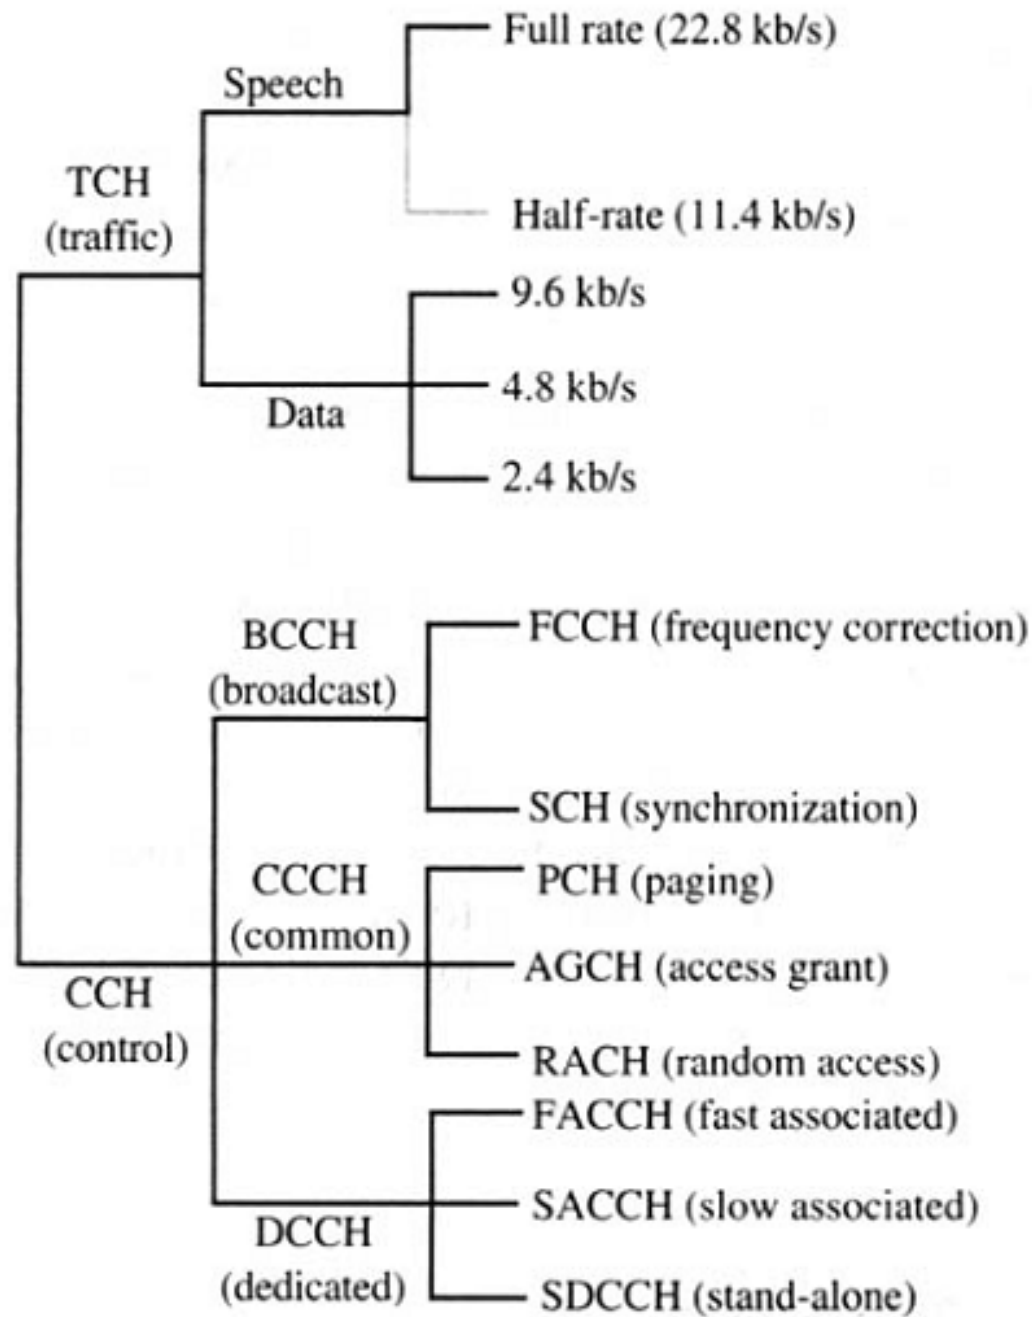 Full rate (22.8 kb/s)
Speech
TCH
(traffic)
Half-rate (11.4 kb/s)
9.6 kb/s
4.8 kb/s
Data
2.4 kb/s
BCCH
(broadcast)
FCCH (frequency correction)
SCH (synchronization)
CCCH
(common)
PCH (paging)
AGCH (access grant)
CCH
(control)
RACH (random access)
FACCH (fast associated)
SACCH (slow associated)
DCCH
(dedicated)
SDCCH (stand-alone)